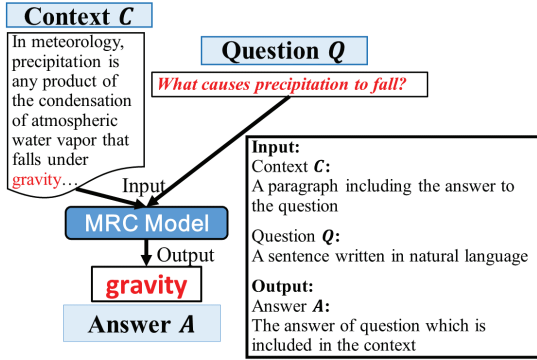 Context C
In meteorology,
precipitation is
any product of
the condensation
of atmospheric
water vapor that
falls under
gravity...
Question Q
What causes precipitation to fall?
Input
MRC Model
Output
gravity
Answer A
Input:
Context C:
A paragraph including the answer to
the question
Question Q:
A sentence written in natural language
Output:
Answer A:
The answer of question which is
included in the context